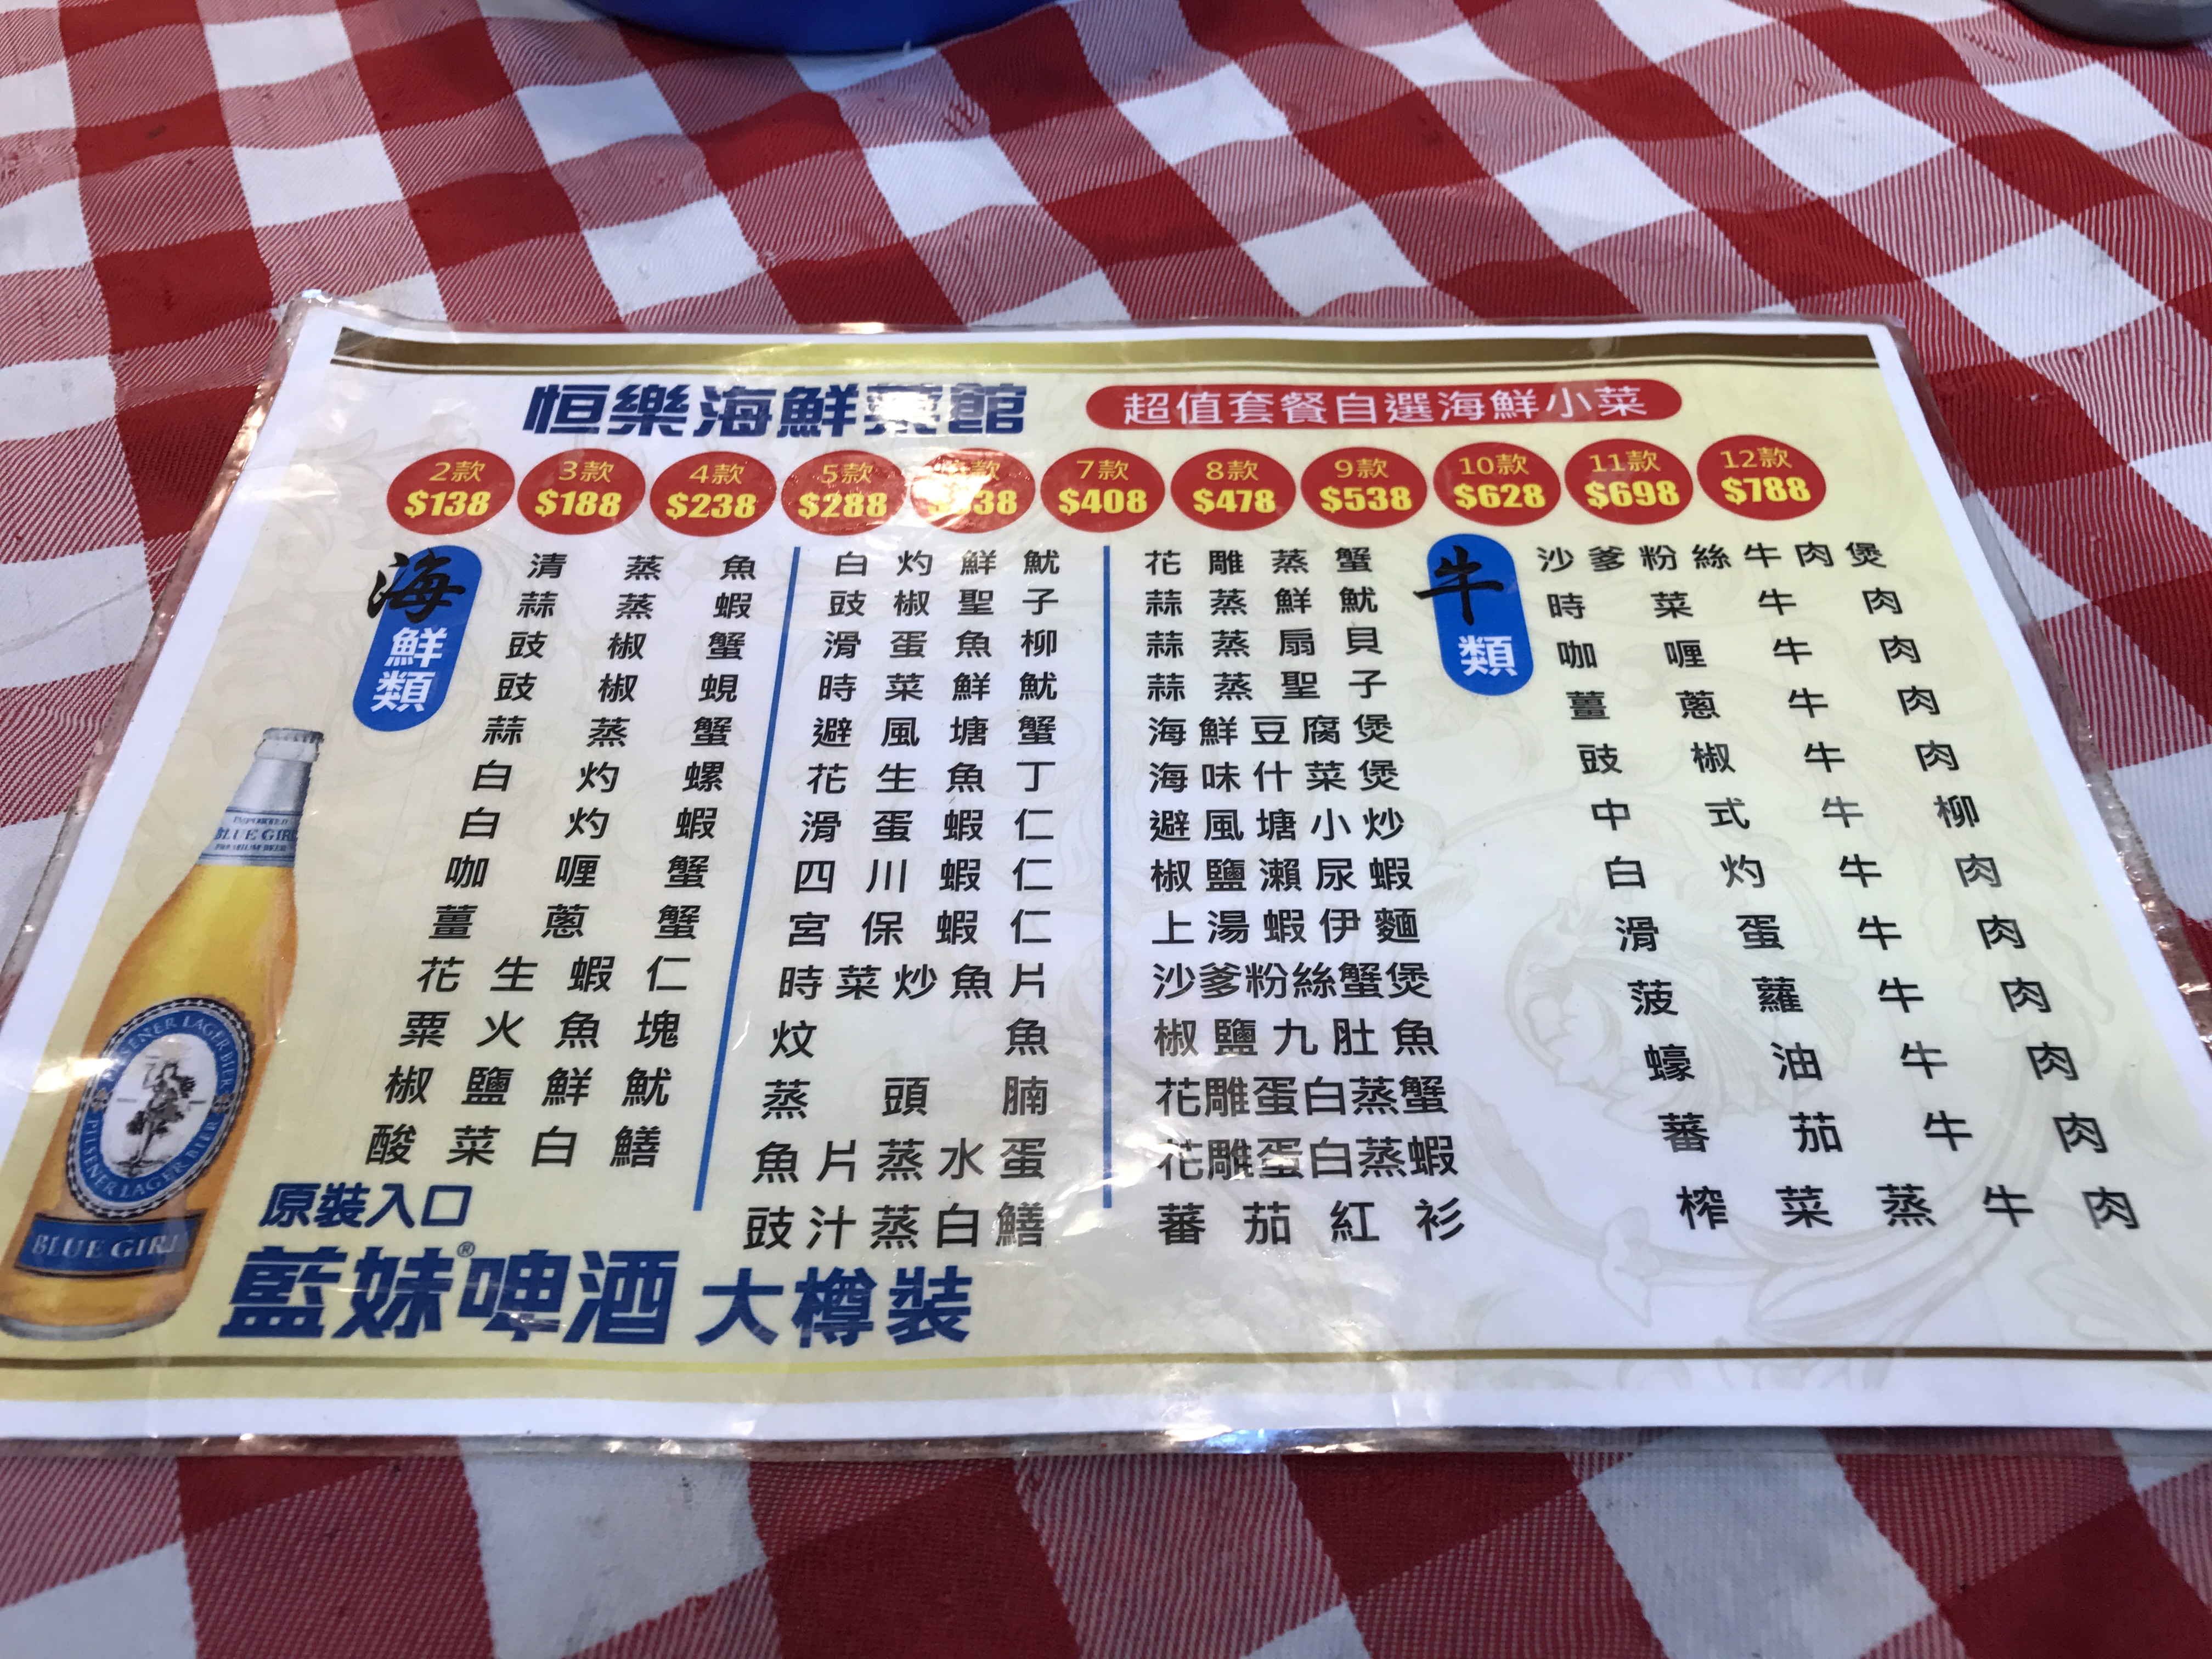 恒樂海鮮菜館
超值套餐自選海鮮小菜
2款 $138
3款 $188
4款 $238
5款 $288
款 38
7款 $408
8款 $478
9款 $538
10款 $628
11款 $698
12款 $788
海鮮類
清蒸魚
蒜蒸蝦
豉椒蟹
豉椒蜆
蒜蒸蟹
白灼螺
白灼蝦
咖喱蟹
薑蔥蟹
花生蝦仁
粟火魚塊
椒鹽鮮魷
酸菜白鱔
白灼鮮魷
豉椒聖子
滑蛋魚柳
時菜鮮魷
避風塘蟹
花生魚丁
滑蛋蝦仁
四川蝦仁
宮保蝦仁
時菜炒魚片
炆魚
蒸頭腩
魚片蒸水蛋
豉汁蒸白鱔
花雕蒸蟹
蒜蒸鮮魷
蒜蒸扇貝
蒜蒸聖子
海鮮豆腐煲
海味什菜煲
避風塘小炒
椒鹽瀨尿蝦
上湯蝦伊麵
沙爹粉絲蟹煲
椒鹽九肚魚
花雕蛋白蒸蟹
花雕蛋白蒸蝦
蕃茄紅衫
牛類
沙爹粉絲牛肉煲
時菜牛肉
咖喱牛肉
薑蔥牛肉
豉椒牛肉
中式牛柳
白灼牛肉
滑蛋牛肉
菠蘿牛肉
蠔油牛肉
蕃茄牛肉
榨菜蒸牛肉
IMPORTED
BLUE GIRL
PREMIUM BEER
PILSENER LAGER BIER
PILSENER LAGER BIER
BLUE GIRL
原裝入口
藍妹®啤酒 大樽裝